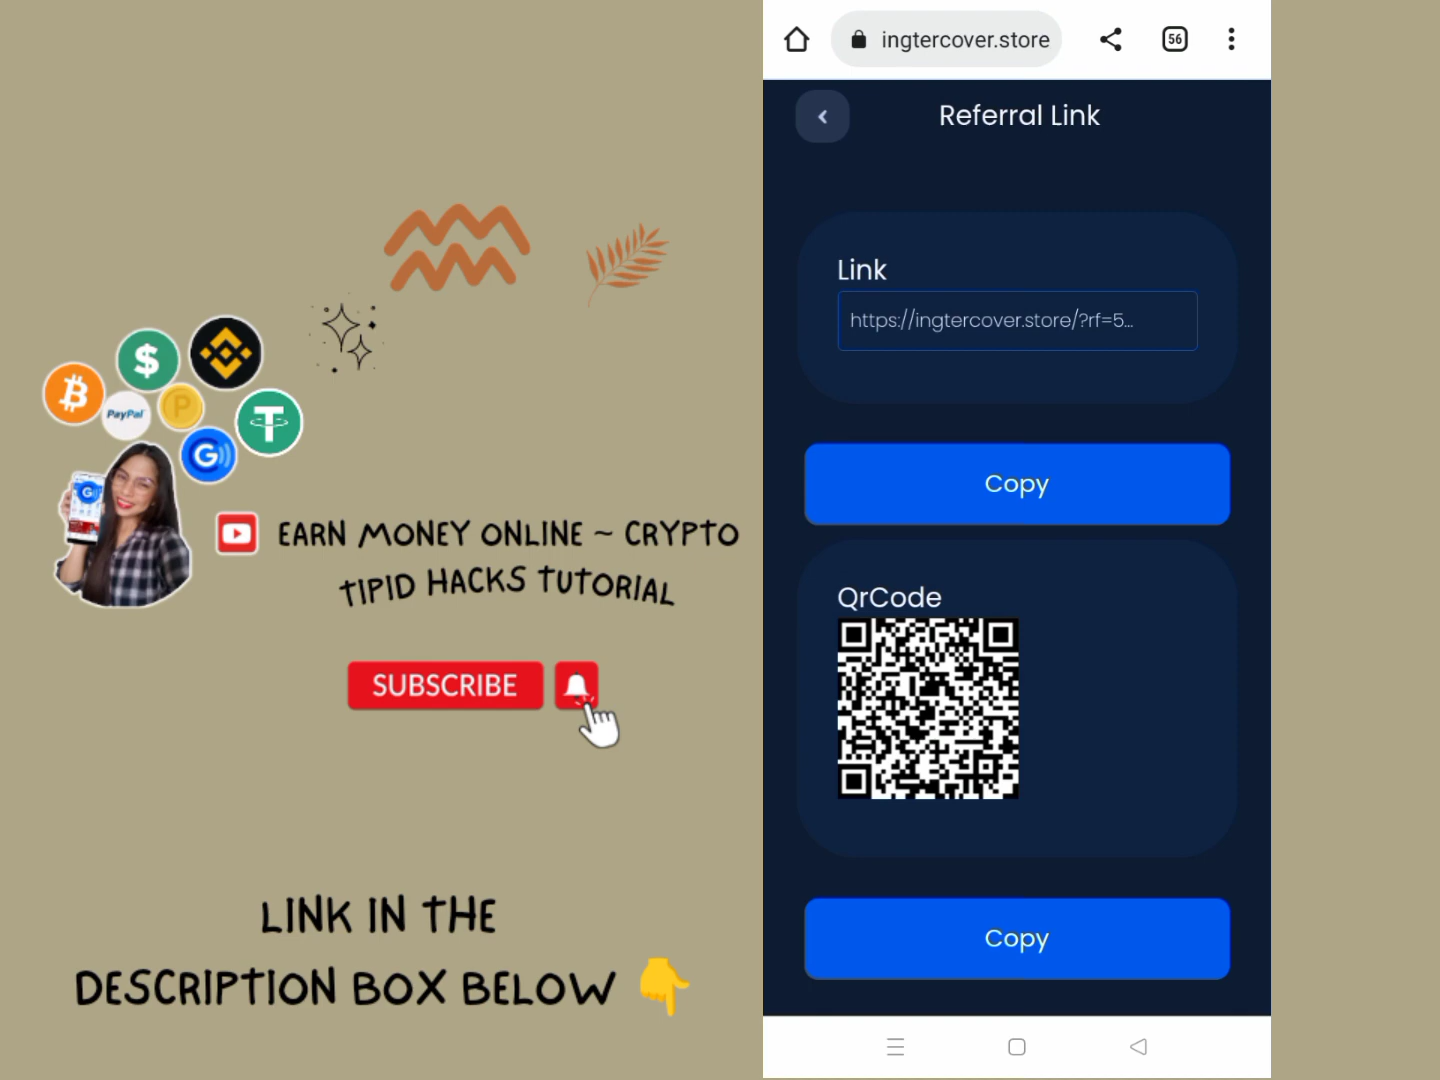 PayPal
EARN MONEY ONLINE ~ CRYPTO
TIPID HACKS TUTORIAL
SUBSCRIBE
LINK IN THE
DESCRIPTION BOX BELOW
ingtercover.store
56
Referral Link
Link
https://ingtercover.store/?rf=5...
Copy
QrCode
Copy